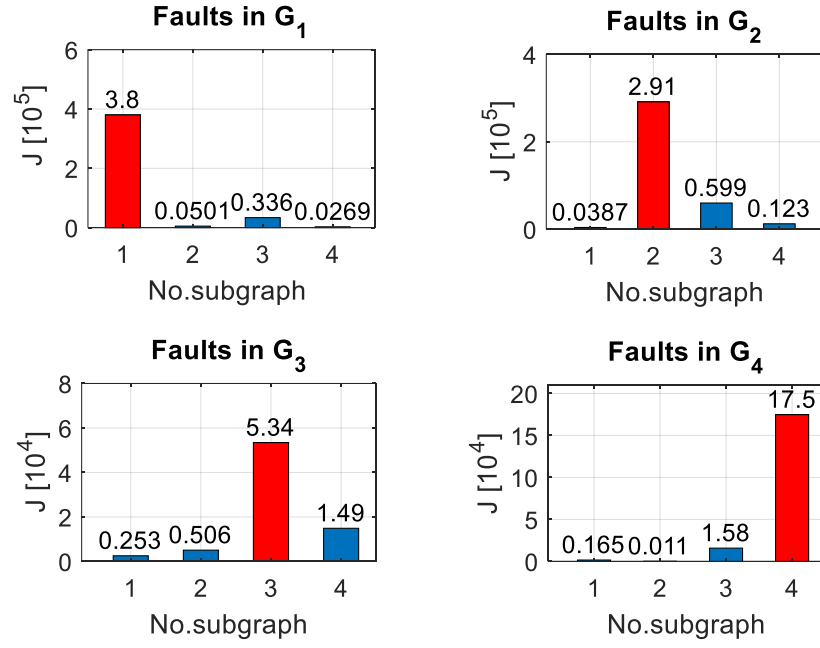 Faults in G1
J [10^5]
6
4
2
0
3.8
0.0501
0.336
0.0269
1 2 3 4
No.subgraph
Faults in G2
J [10^5]
4
2
0
0.0387
2.91
0.599
0.123
1 2 3 4
No.subgraph
Faults in G3
J [10^4]
8
6
4
2
0
0.253
0.506
5.34
1.49
1 2 3 4
No.subgraph
Faults in G4
J [10^4]
20
15
10
5
0
0.165
0.011
1.58
17.5
1 2 3 4
No.subgraph